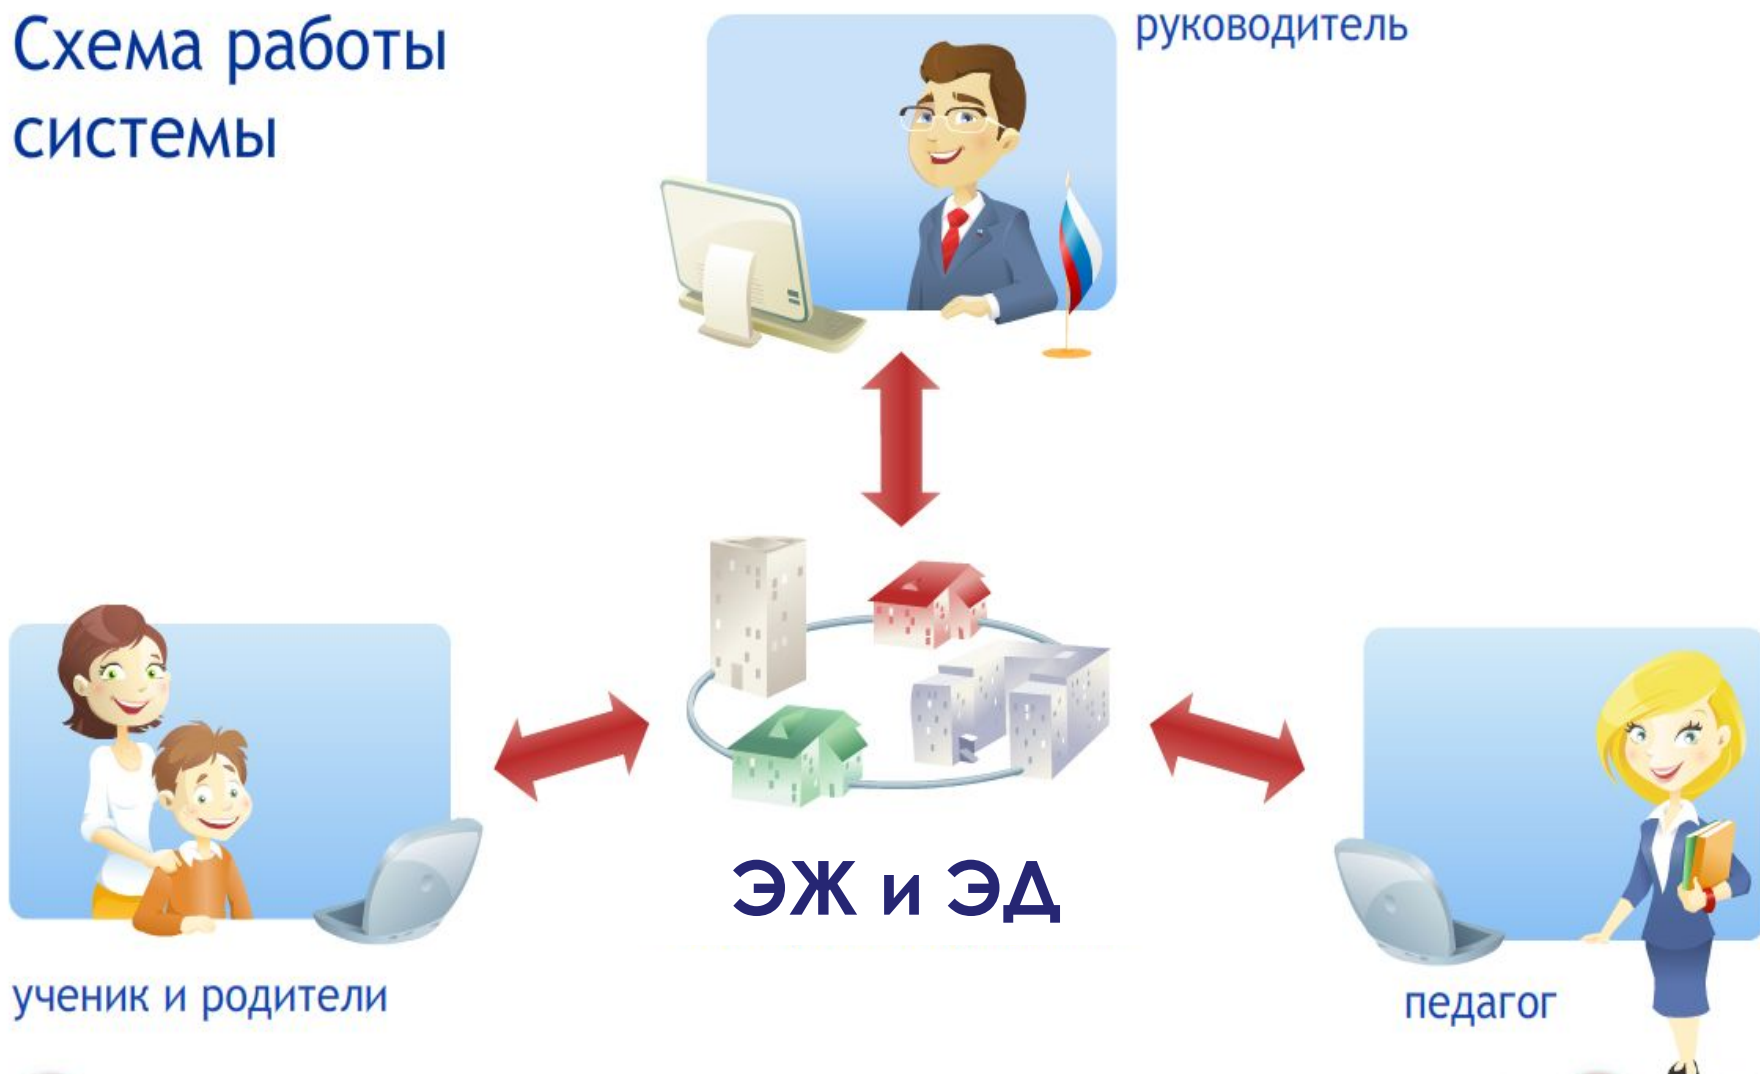 Схема работы
системы
руководитель
ЭЖ и ЭД
ученик и родители
педагог